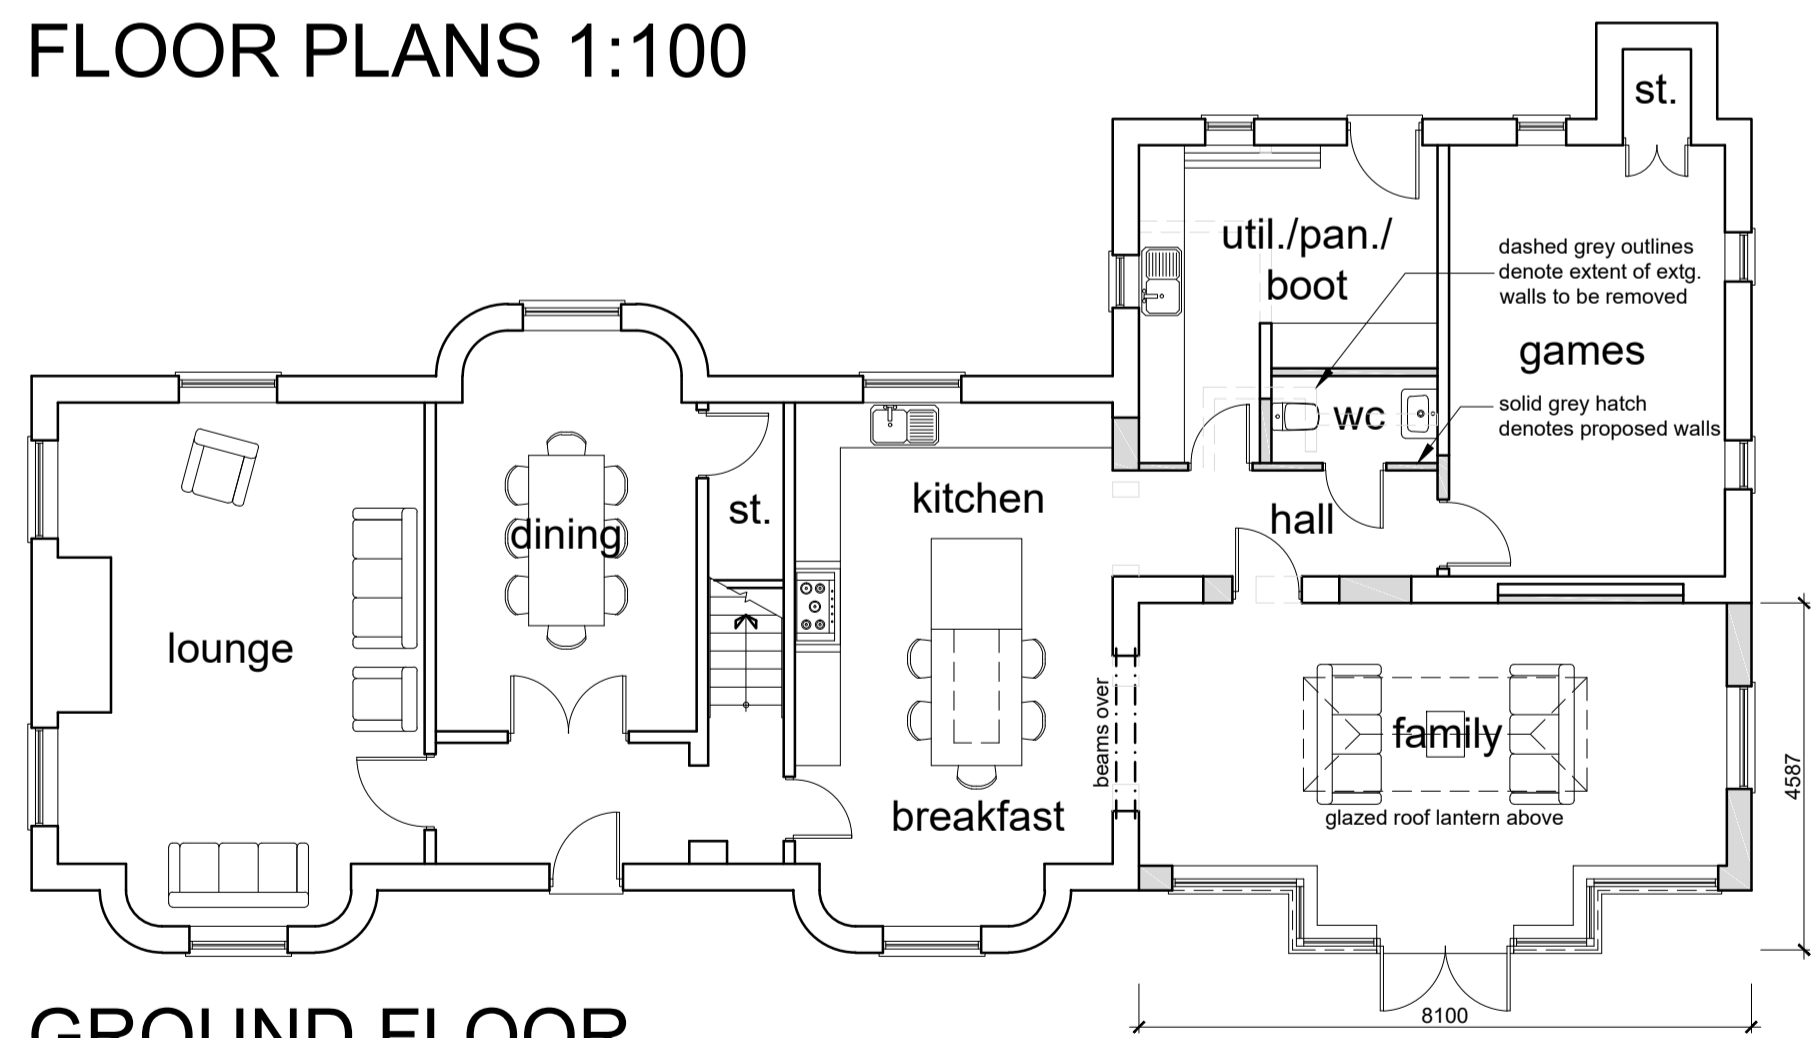 FLOOR PLANS 1:100
st.
util./pan./
boot
dashed grey outlines
denote extent of extg.
walls to be removed
games
solid grey hatch
denotes proposed walls
wc
kitchen
st.
hall
dining
lounge
family
beams over
4587
breakfast
glazed roof lantern above
8100
GROUND FLOOR